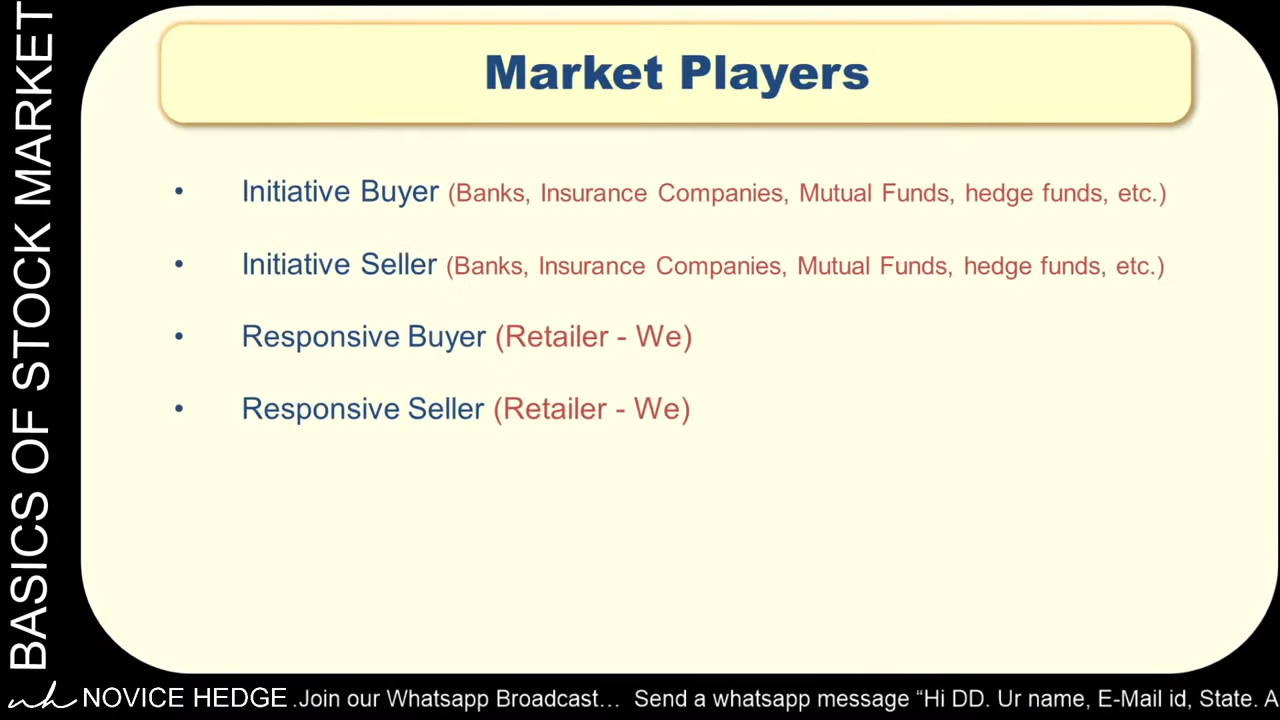 BASICS OF STOCK MARKET
Market Players
• Initiative Buyer (Banks, Insurance Companies, Mutual Funds, hedge funds, etc.)
• Initiative Seller (Banks, Insurance Companies, Mutual Funds, hedge funds, etc.)
• Responsive Buyer (Retailer - We)
• Responsive Seller (Retailer - We)
nh NOVICE HEDGE .Join our Whatsapp Broadcast... Send a whatsapp message “Hi DD. Ur name, E-Mail id, State. A